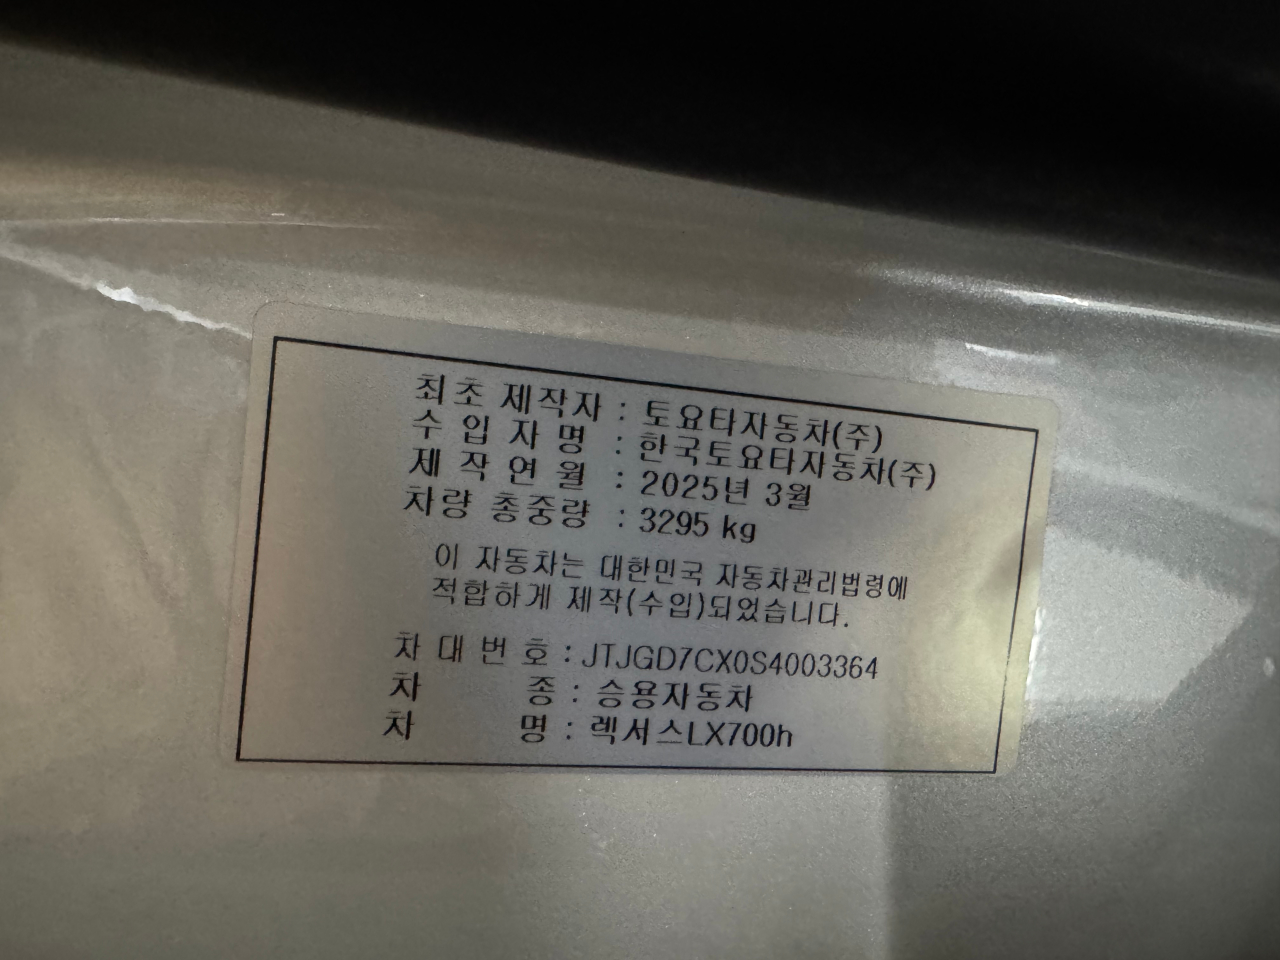 최초 제작자 : 토요타자동차(주)
수 입 자 명 : 한국토요타자동차(주)
제 작 연 월 : 2025년 3월
차량 총중량 : 3295 kg
이 자동차는 대한민국 자동차관리법령에
적합하게 제작(수입)되었습니다.
차 대 번 호 : JTJGD7CX0S4003364
차 종 : 승용자동차
차 명 : 렉서스LX700h